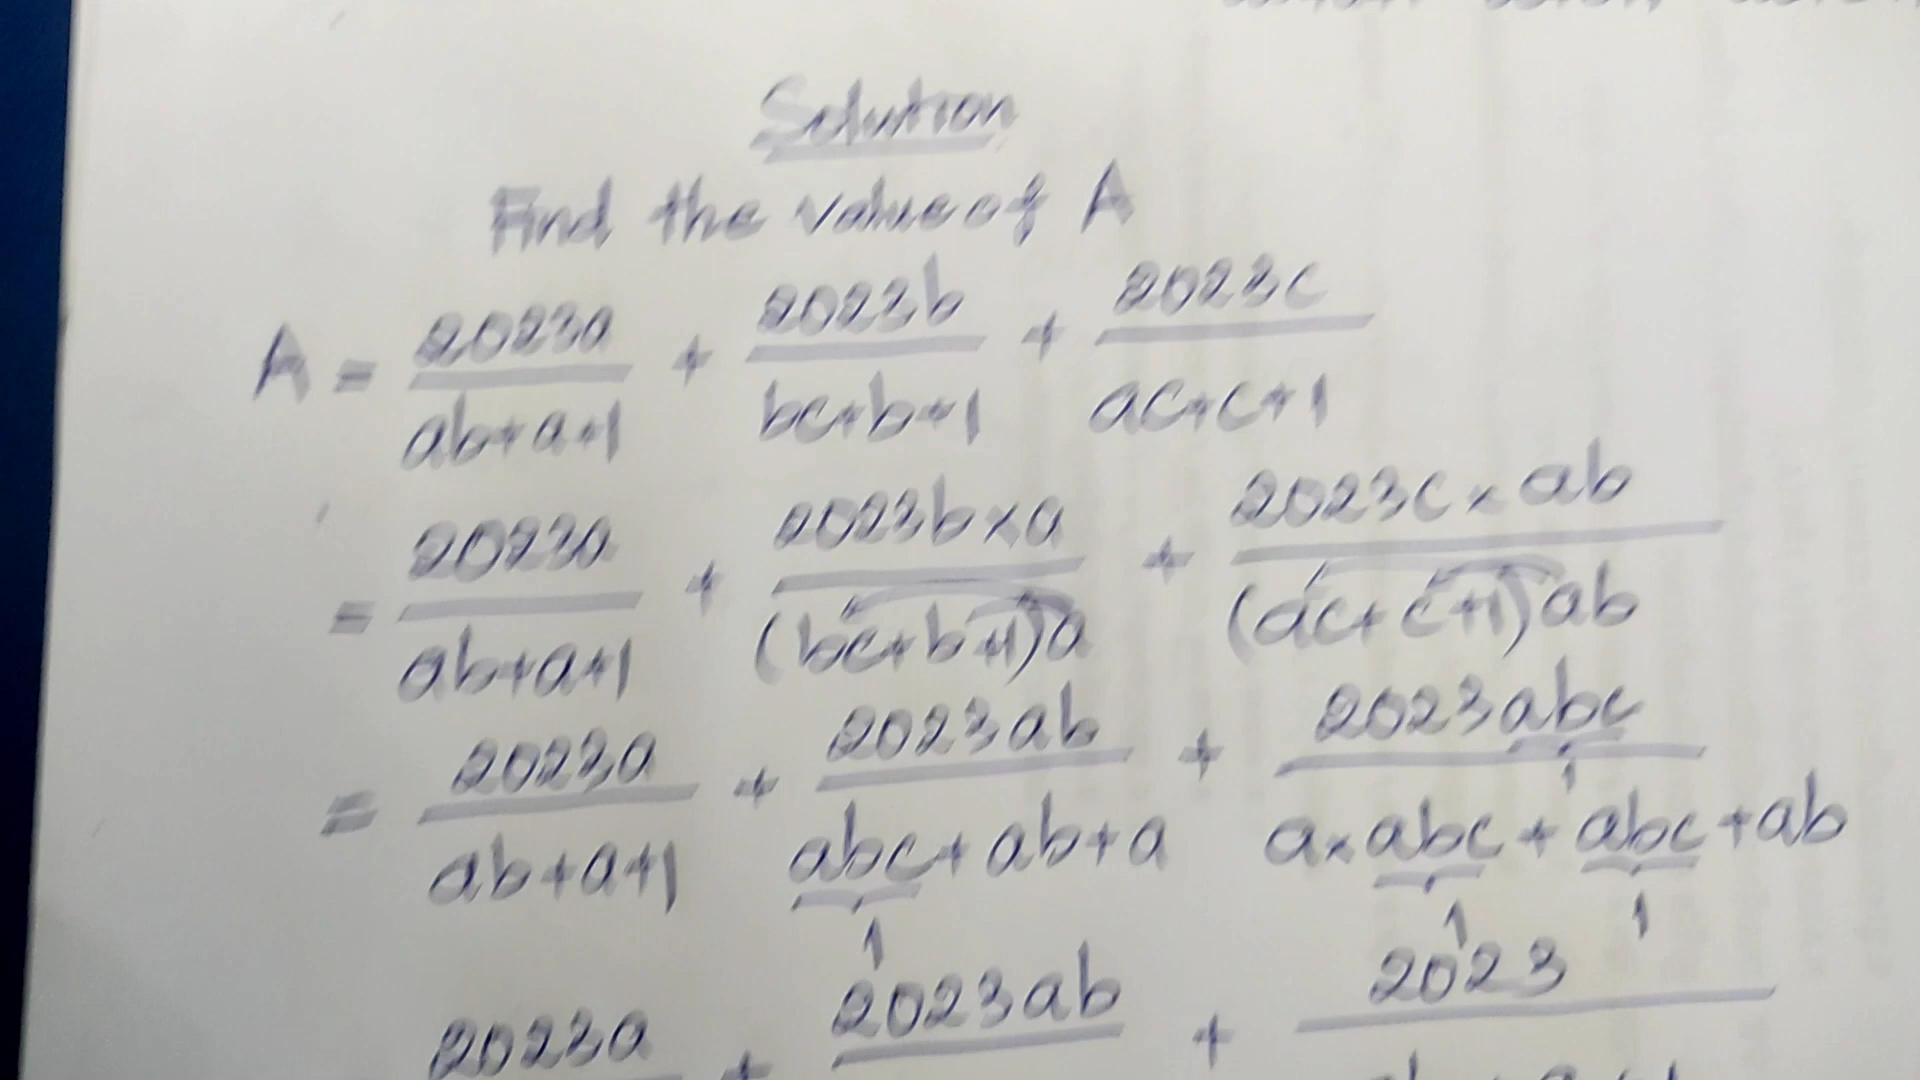 Solution
Find the value of A
A = 2023a/(ab+a+1) + 2023b/(bc+b+1) + 2023c/(ac+c+1)
= 2023a/(ab+a+1) + 2023b×a/((bc+b+1)a) + 2023c×ab/((ac+c+1)ab)
= 2023a/(ab+a+1) + 2023ab/(abc+ab+a) + 2023abc/(a×abc+abc+ab)
1 1 1 1
2023a + 2023ab + 2023